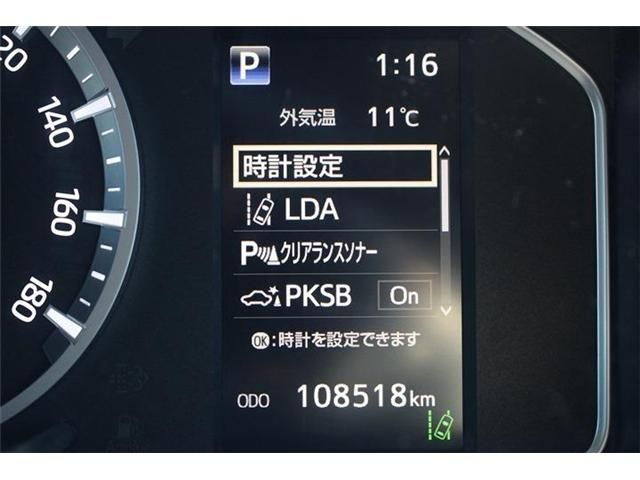 P 1:16
外気温 11℃
時計設定
LDA
Pクリアランスソナー
PKSB On
OK:時計を設定できます
ODO 108518km
120
140
160
180